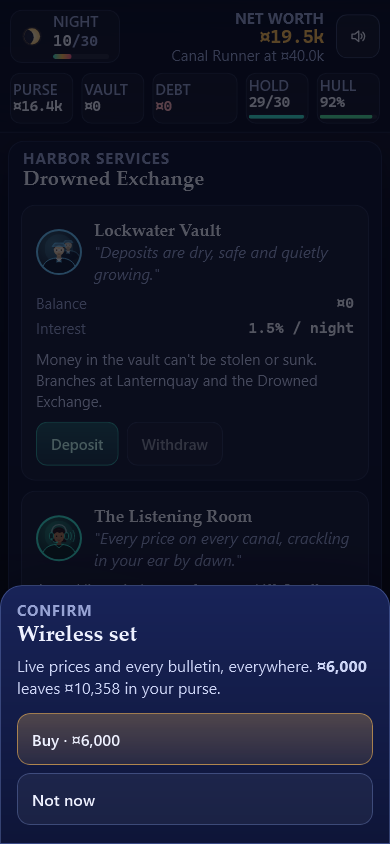 NIGHT
10/30
NET WORTH
¤19.5k
Canal Runner at ¤40.0k
PURSE
¤16.4k
VAULT
¤0
DEBT
¤0
HOLD
29/30
HULL
92%
HARBOR SERVICES
Drowned Exchange
Lockwater Vault
"Deposits are dry, safe and quietly
growing."
Balance
¤0
Interest
1.5% / night
Money in the vault can't be stolen or sunk.
Branches at Lanternquay and the Drowned
Exchange.
Deposit
Withdraw
The Listening Room
"Every price on every canal, crackling
in your ear by dawn."
CONFIRM
Wireless set
Live prices and every bulletin, everywhere. ¤6,000
leaves ¤10,358 in your purse.
Buy · ¤6,000
Not now